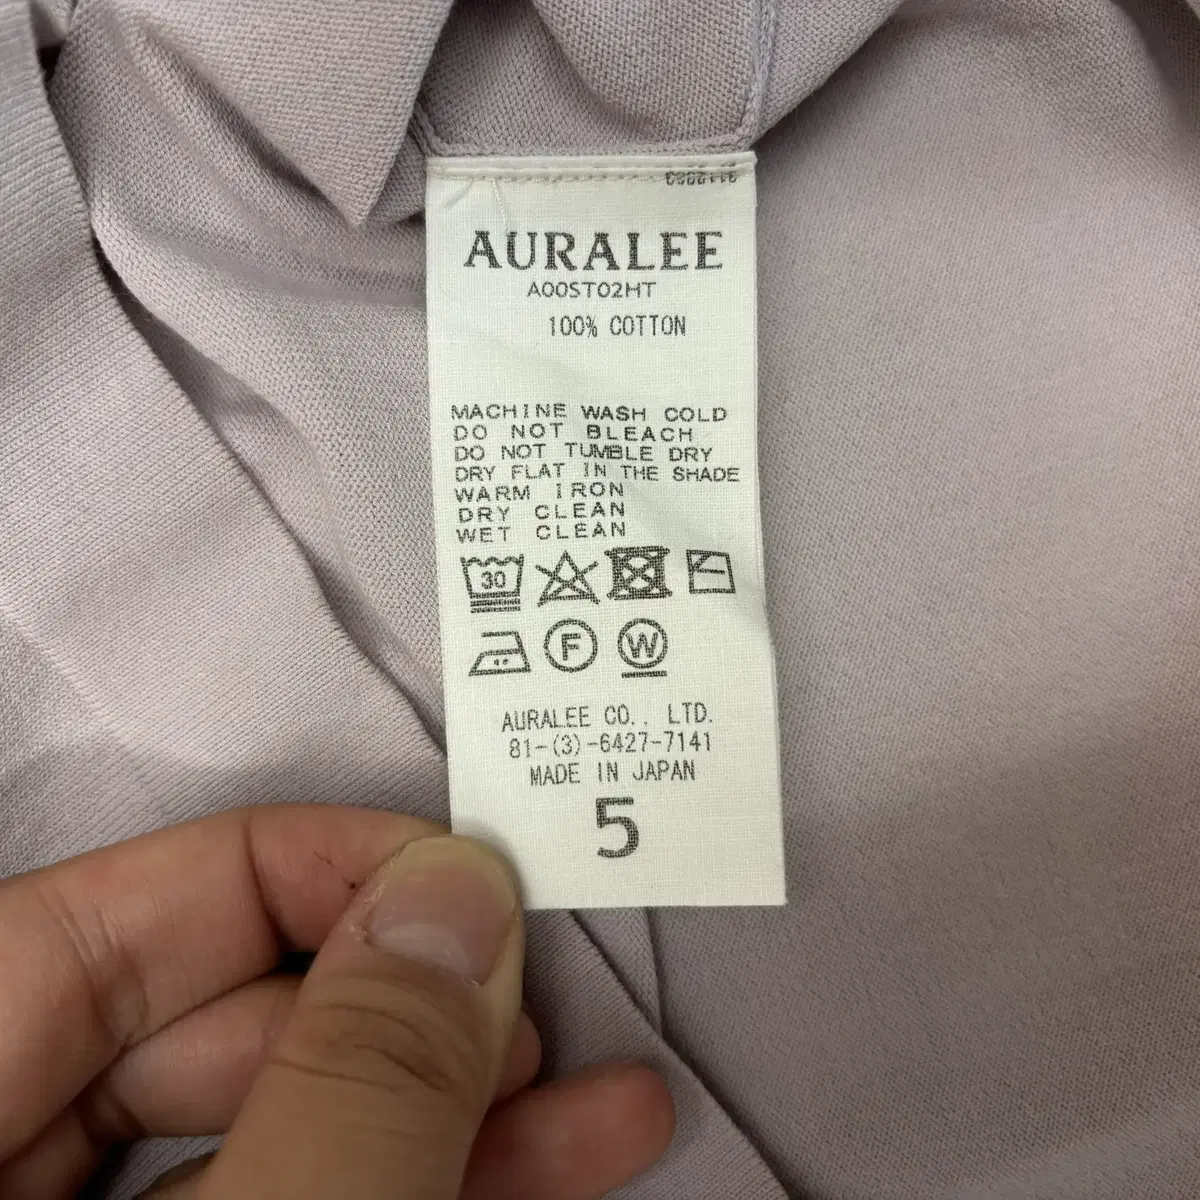 AURALEE
A00ST02HT
100% COTTON
MACHINE WASH COLD
DO NOT BLEACH
DO NOT TUMBLE DRY
DRY FLAT IN THE SHADE
WARM IRON
DRY CLEAN
WET CLEAN
30
F
W
AURALEE CO., LTD.
81-(3)-6427-7141
MADE IN JAPAN
5